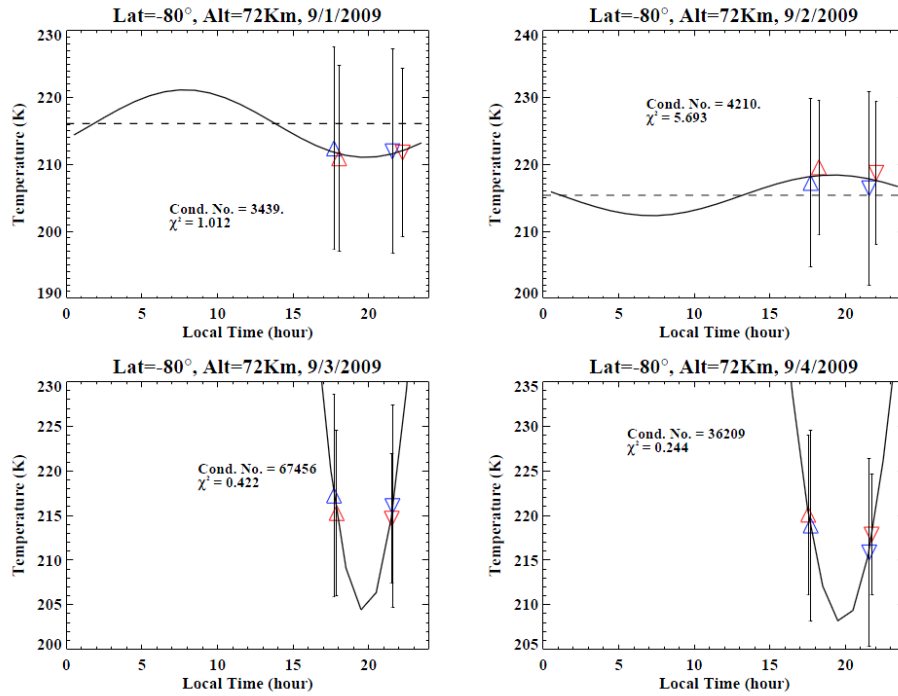 Lat=-80°, Alt=72Km, 9/1/2009
230
220
210
200
190
Temperature (K)
Cond. No. = 3439.
χ² = 1.012
0 5 10 15 20
Local Time (hour)
Lat=-80°, Alt=72Km, 9/2/2009
240
230
220
210
200
Temperature (K)
Cond. No. = 4210.
χ² = 5.693
0 5 10 15 20
Local Time (hour)
Lat=-80°, Alt=72Km, 9/3/2009
230
225
220
215
210
205
200
Temperature (K)
Cond. No. = 67456
χ² = 0.422
0 5 10 15 20
Local Time (hour)
Lat=-80°, Alt=72Km, 9/4/2009
235
230
225
220
215
210
205
Temperature (K)
Cond. No. = 36209
χ² = 0.244
0 5 10 15 20
Local Time (hour)